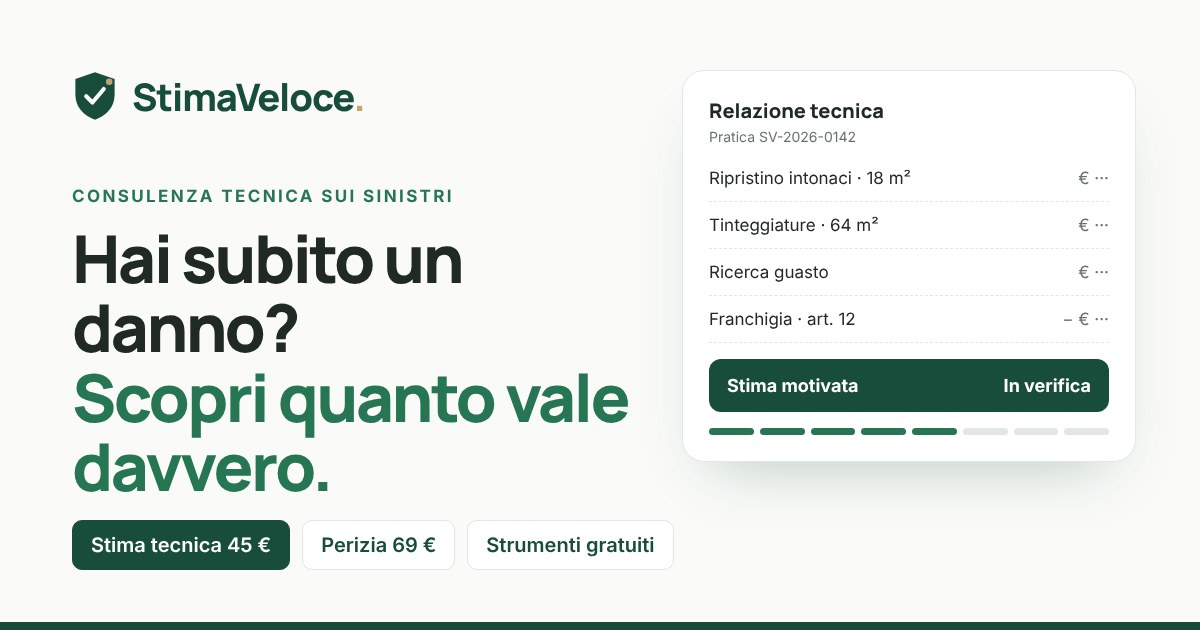 StimaVeloce.
CONSULENZA TECNICA SUI SINISTRI
Hai subito un
danno?
Scopri quanto vale
davvero.
Stima tecnica 45 €
Perizia 69 €
Strumenti gratuiti
Relazione tecnica
Pratica SV-2026-0142
Ripristino intonaci · 18 m² € ···
Tinteggiature · 64 m² € ···
Ricerca guasto € ···
Franchigia · art. 12 – € ···
Stima motivata In verifica